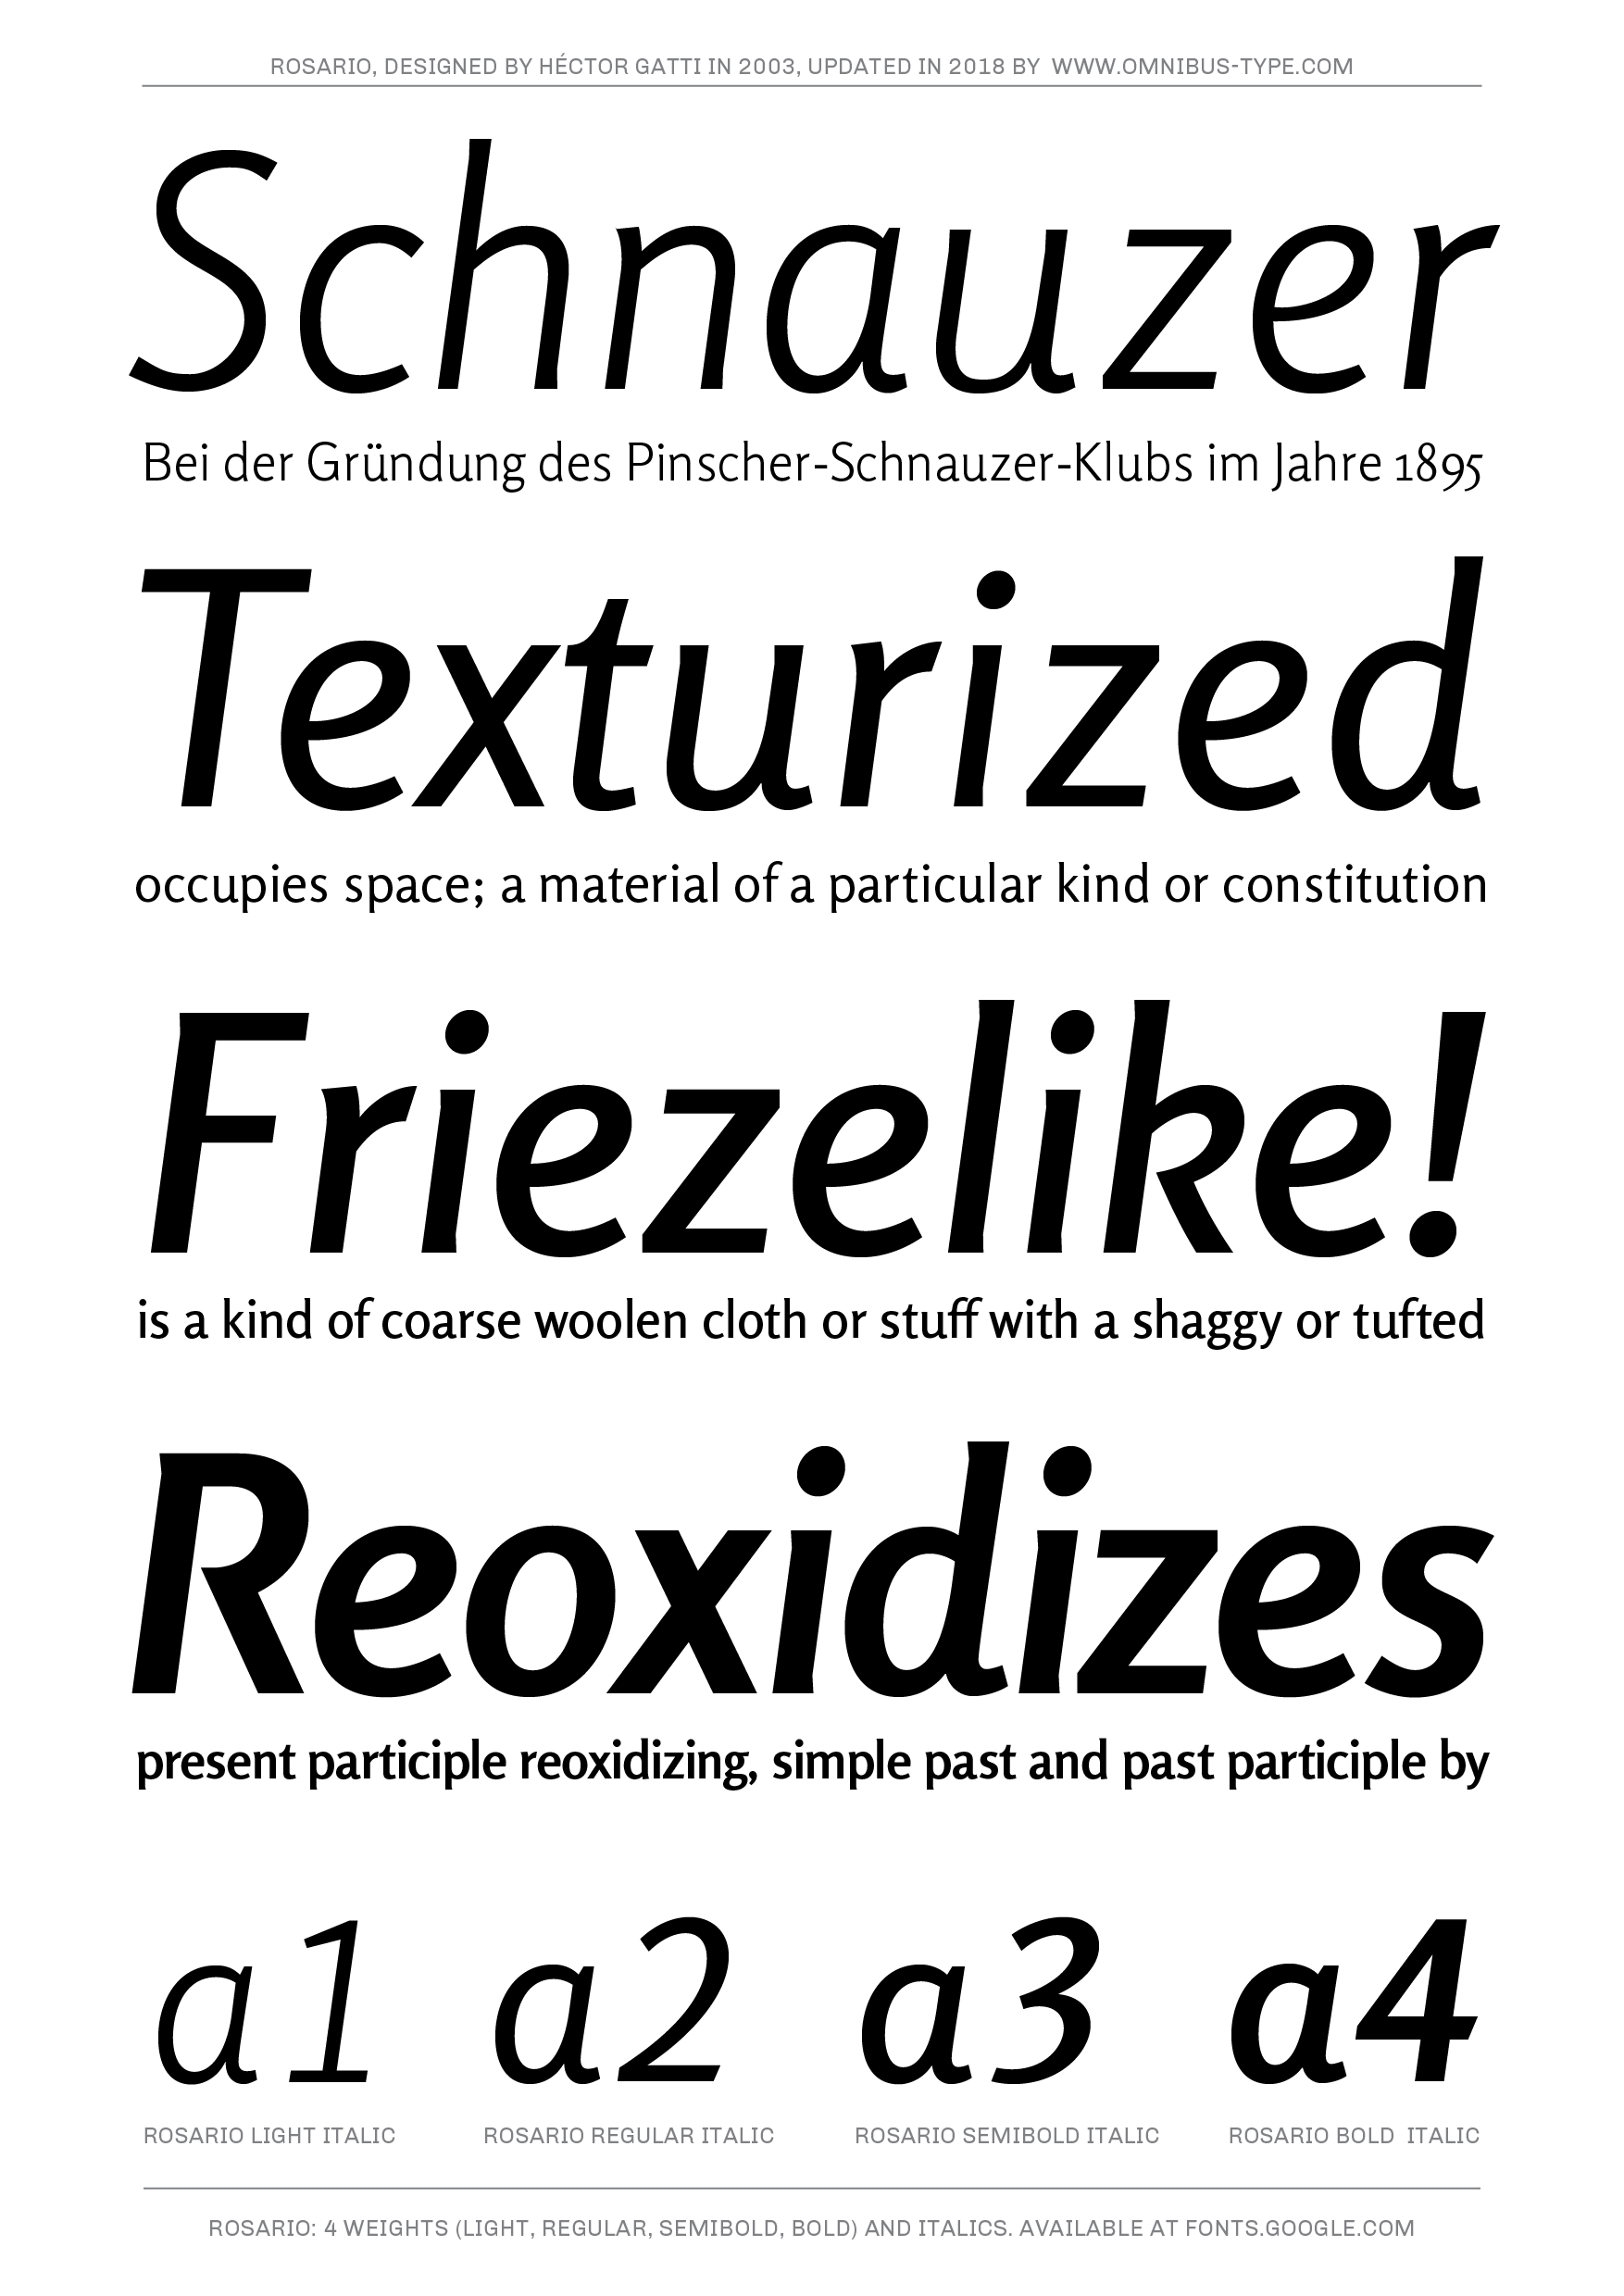 ROSARIO, DESIGNED BY HÉCTOR GATTI IN 2003, UPDATED IN 2018 BY WWW.OMNIBUS-TYPE.COM
Schnauzer
Bei der Gründung des Pinscher-Schnauzer-Klubs im Jahre 1895
Texturized
occupies space; a material of a particular kind or constitution
Friezelike!
is a kind of coarse woolen cloth or stuff with a shaggy or tufted
Reoxidizes
present participle reoxidizing, simple past and past participle by
a1 a2 a3 a4
ROSARIO LIGHT ITALIC ROSARIO REGULAR ITALIC ROSARIO SEMIBOLD ITALIC ROSARIO BOLD ITALIC
ROSARIO: 4 WEIGHTS (LIGHT, REGULAR, SEMIBOLD, BOLD) AND ITALICS. AVAILABLE AT FONTS.GOOGLE.COM